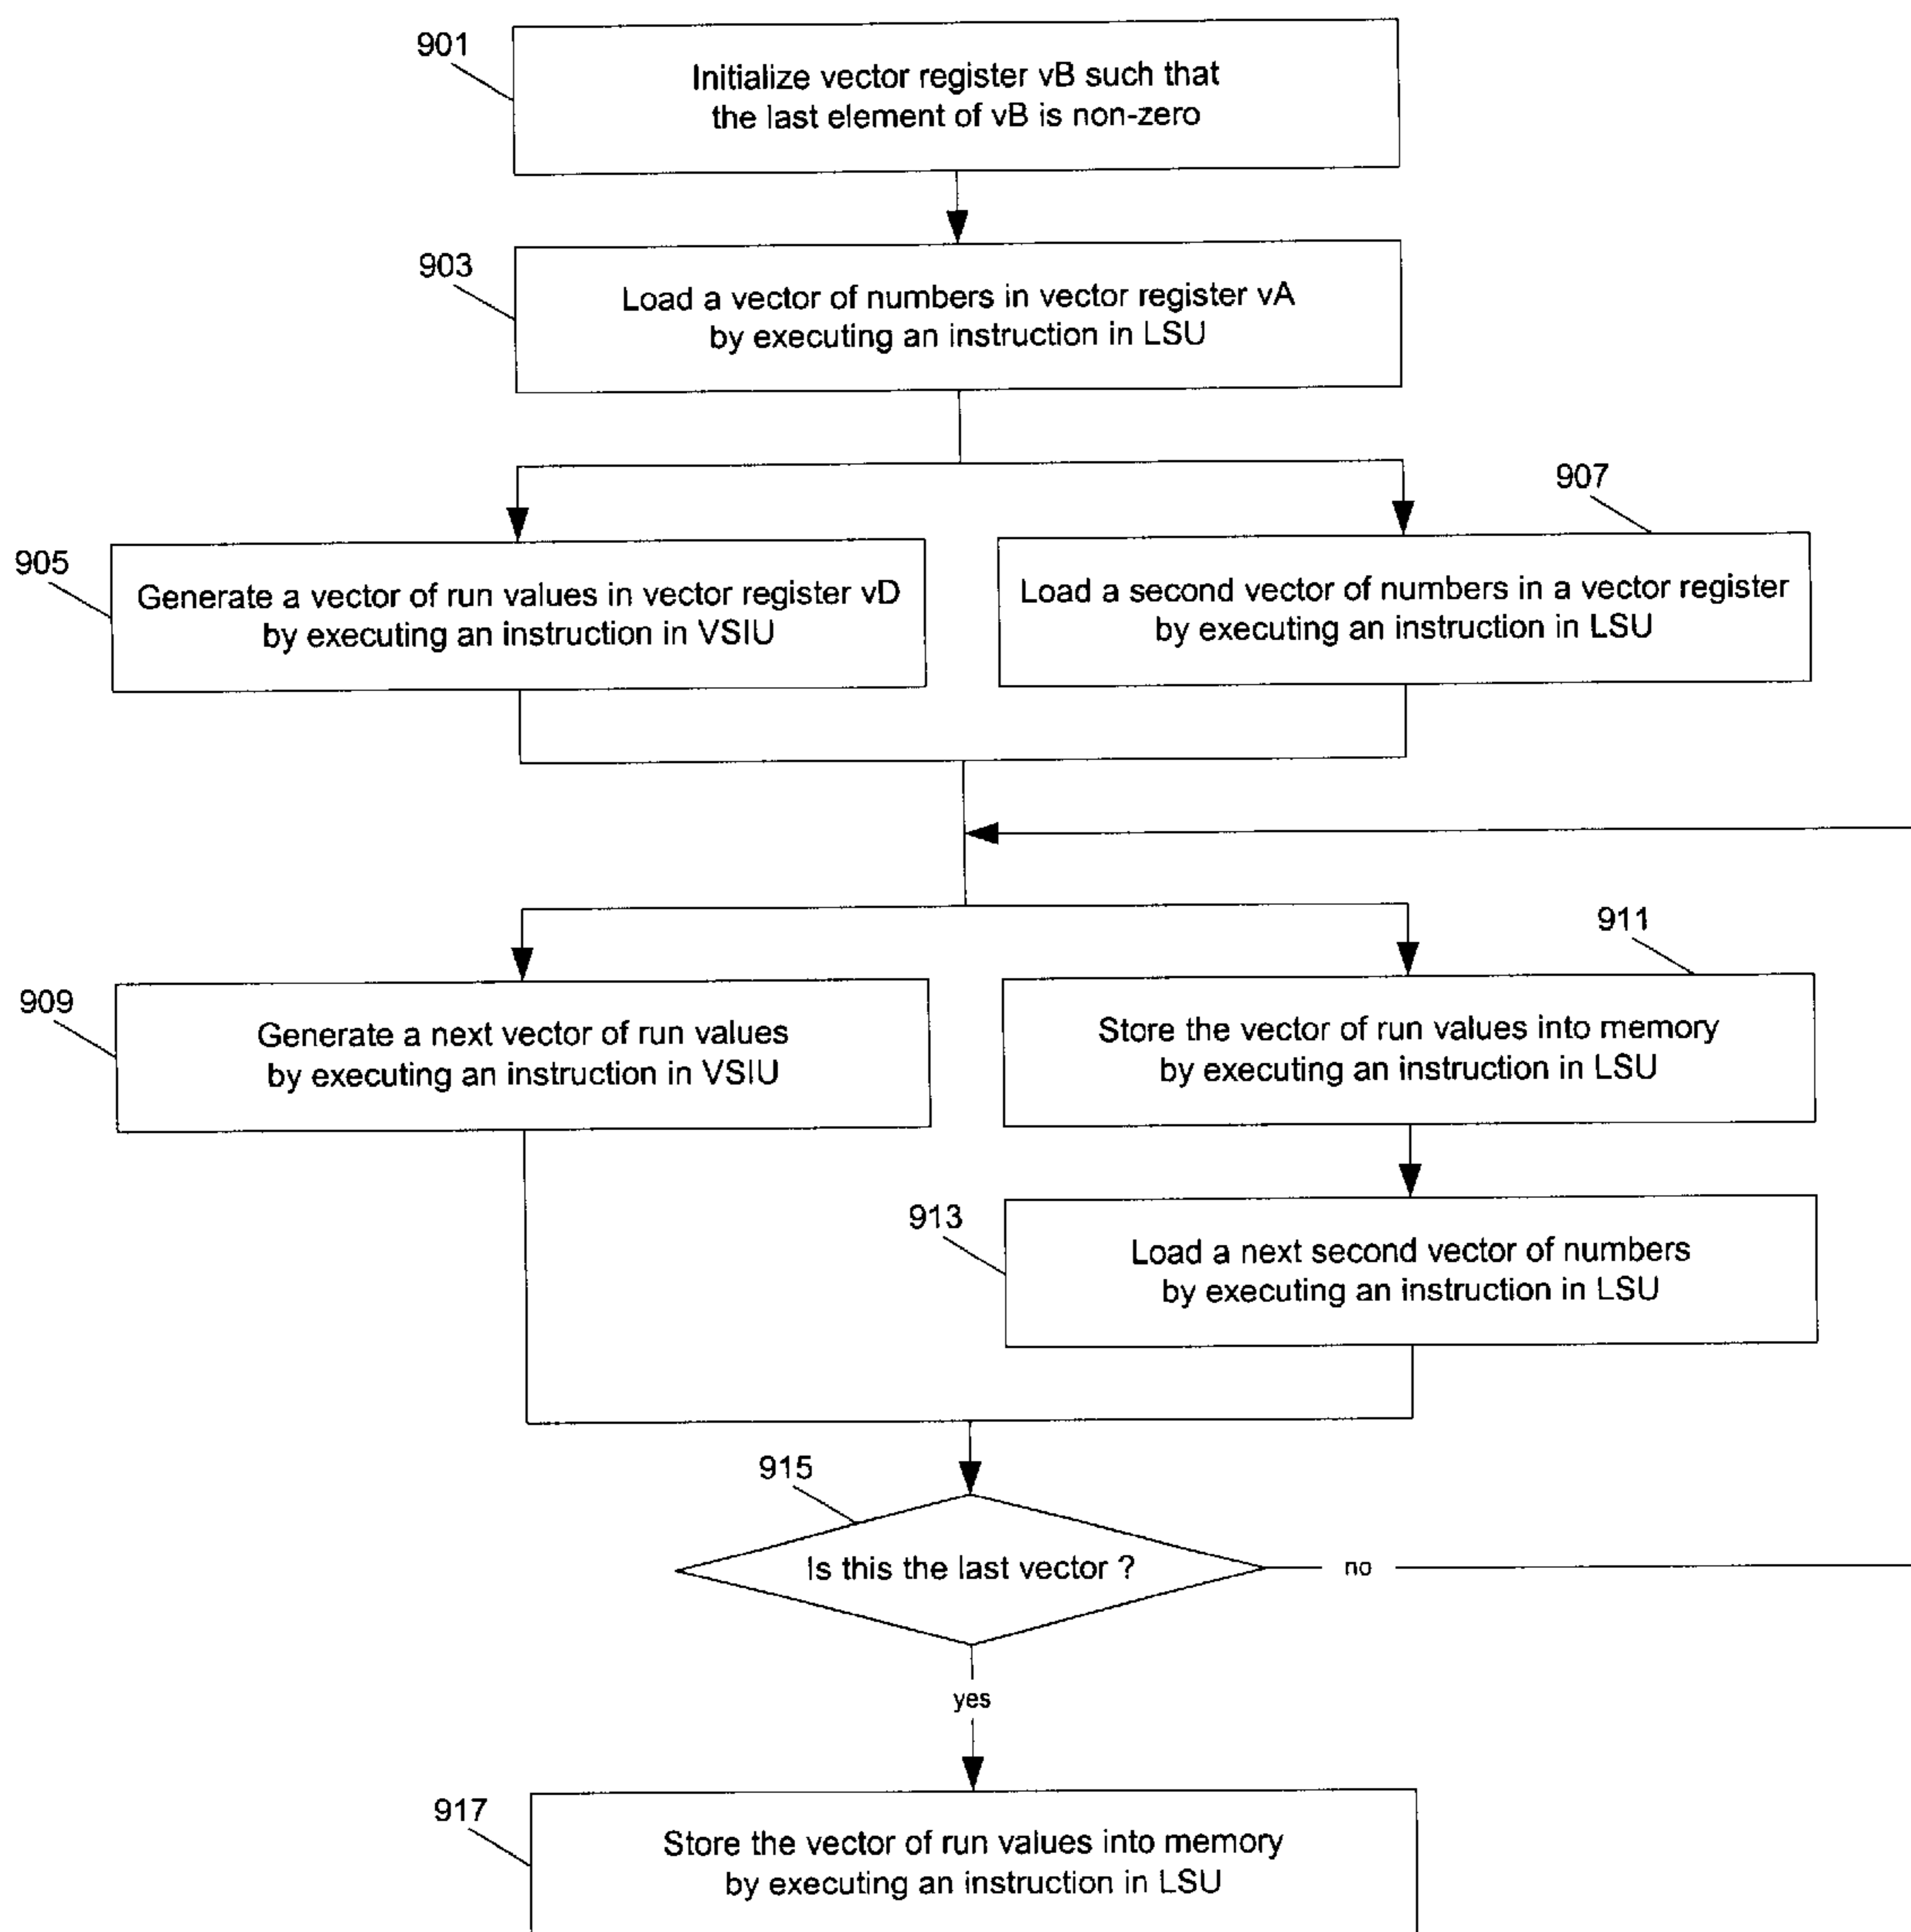 901
Initialize vector register vB such that
the last element of vB is non-zero
903
Load a vector of numbers in vector register vA
by executing an instruction in LSU
905
Generate a vector of run values in vector register vD
by executing an instruction in VSIU
907
Load a second vector of numbers in a vector register
by executing an instruction in LSU
909
Generate a next vector of run values
by executing an instruction in VSIU
911
Store the vector of run values into memory
by executing an instruction in LSU
913
Load a next second vector of numbers
by executing an instruction in LSU
915
Is this the last vector ?
no
yes
917
Store the vector of run values into memory
by executing an instruction in LSU